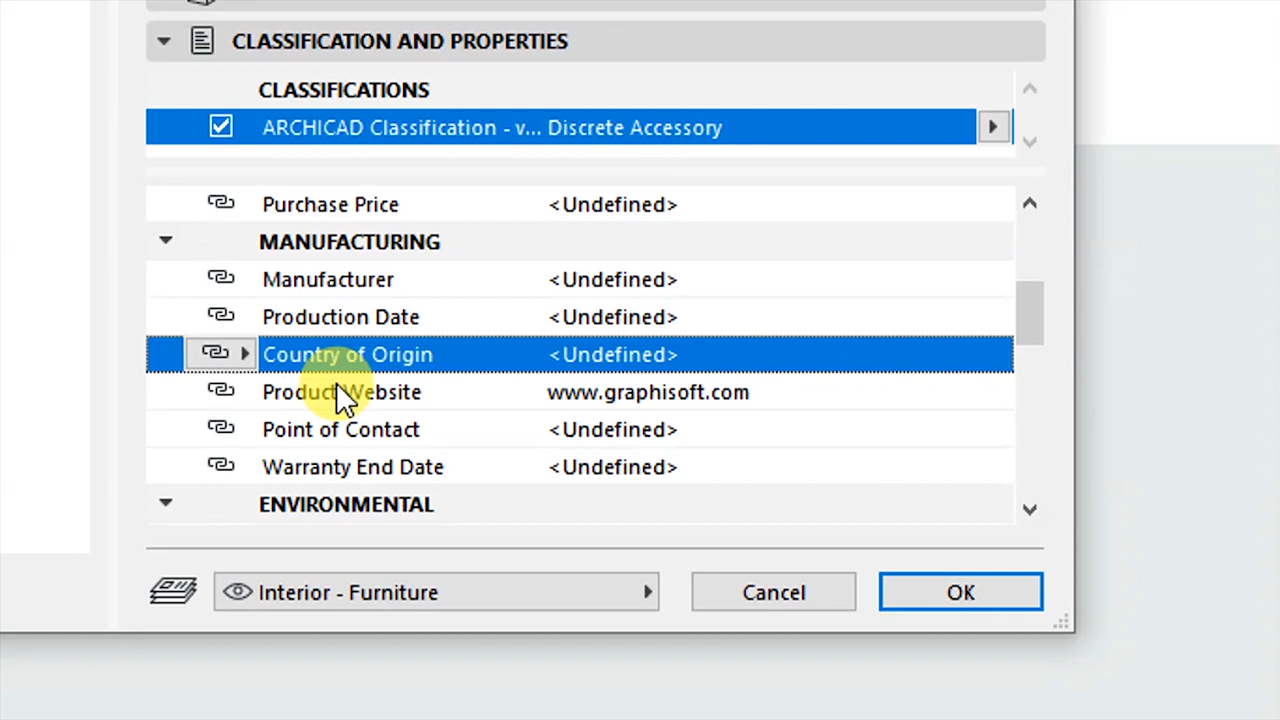 CLASSIFICATION AND PROPERTIES
CLASSIFICATIONS
ARCHICAD Classification - v... Discrete Accessory
Purchase Price <Undefined>
MANUFACTURING
Manufacturer <Undefined>
Production Date <Undefined>
Country of Origin <Undefined>
Product Website www.graphisoft.com
Point of Contact <Undefined>
Warranty End Date <Undefined>
ENVIRONMENTAL
Interior - Furniture Cancel OK